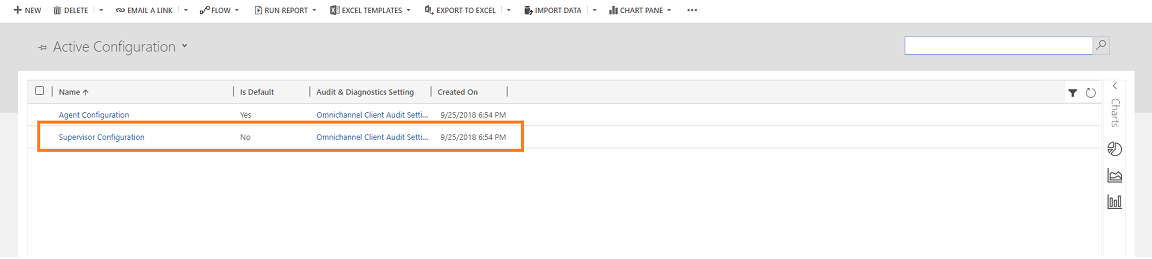 NEW DELETE EMAIL A LINK FLOW RUN REPORT EXCEL TEMPLATES EXPORT TO EXCEL IMPORT DATA CHART PANE
Active Configuration
Name Is Default Audit & Diagnostics Setting Created On
Agent Configuration Yes Omnichannel Client Audit Setti... 9/25/2018 6:54 PM
Supervisor Configuration No Omnichannel Client Audit Setti... 9/25/2018 6:54 PM
Charts